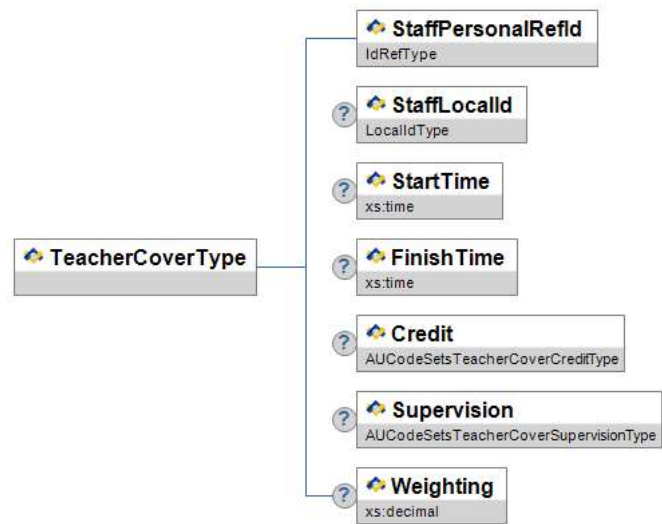 StaffPersonalRefId
IdRefType
?
StaffLocalId
LocalIdType
?
StartTime
xs:time
TeacherCoverType
?
FinishTime
xs:time
?
Credit
AUCodeSetsTeacherCoverCreditType
?
Supervision
AUCodeSetsTeacherCoverSupervisionType
?
Weighting
xs:decimal